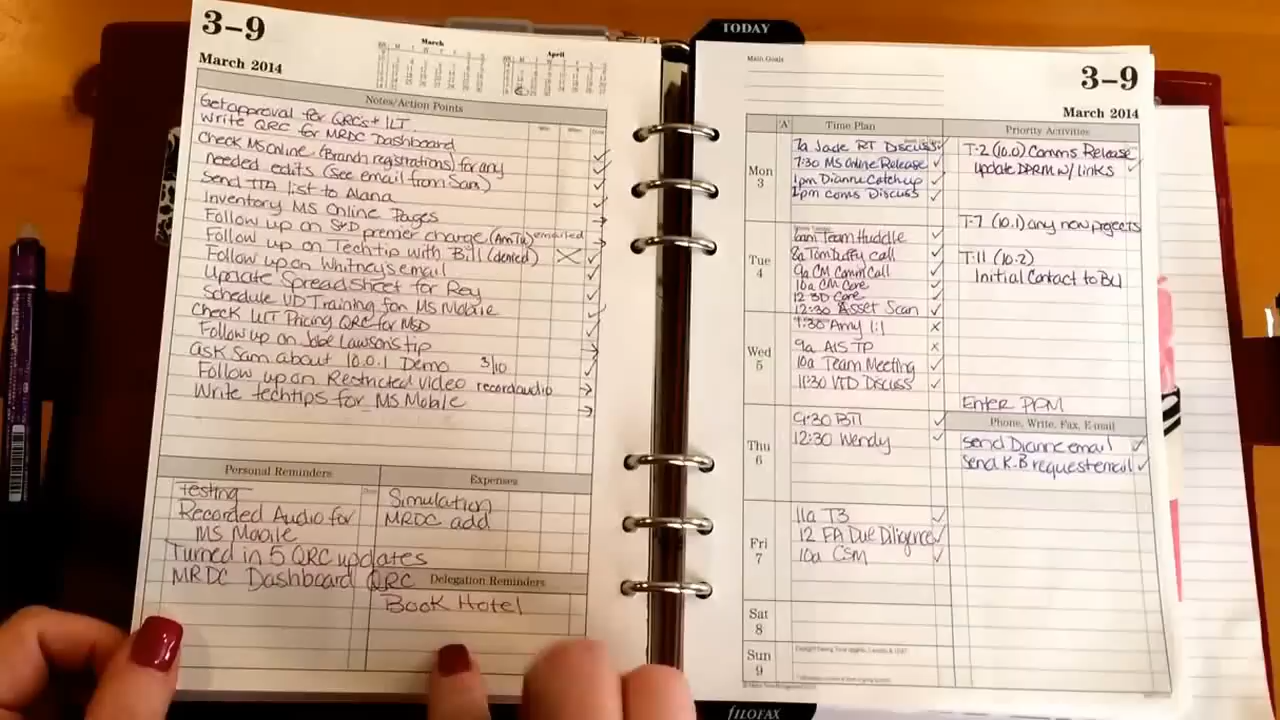 3-9
March 2014
March
April
Notes/Action Points
Get approval for QRC's + ILT
Write QRC for MRDC Dashboard
Check MS Online (Brand registrations) for any
needed edits (see email from Sam)
Send TTA list to Alana
Inventory MS Online Pages
Follow up on S&D premier charge (Am Tu) emailed
Follow up on Techtip with Bill (denied)
Follow up on Whitney's email
Update Spreadsheet for Rey
Schedule VD Training for MS Mobile
Check Pricing QRC for MSD
Follow up on Lawson's tip
Ask Sam about 10.0.1 Demo 3/10
Follow up on Restricted Video record audio
Write techtips for MS Mobile
Personal Reminders
testing
Recorded Audio for
MS Mobile
Turned in 5 QRC updates
MRDC Dashboard QRC
Expenses
Simulation
MRDC add
Delegation Reminders
Book Hotel
TODAY
Main Goals
3-9
March 2014
Time Plan
Mon
3
7a Jade RT Discuss
7:30 MS Online Release
1pm Dianne Catchup
2pm Coms Discuss
Tue
4
Team Huddle
8a Tom Duffy call
9a CM Comm Call
10a CM Core
12 3D Core
12:30 Asset Scan
Wed
5
9:30 Amy 1:1
9a AIS TP
10a Team Meeting
11:30 VTD Discuss
Thu
6
9:30 BTI
12:30 Wendy
Fri
7
11a T3
12 FA Due Diligence
10a CSM
Sat
8
Sun
9
Priority Activities
T-2 (10.0) Comms Release
update DPRM w/ links
T-7 (10.1) any new projects
T-11 (10.2)
Initial Contact to BU
Enter PPM
Phone, Write, Fax, E-mail
Send Dianne email
Send K.B request email
FILOFAX